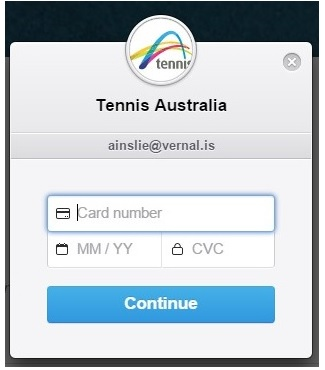 tennis
Tennis Australia
ainslie@vernal.is
Card number
MM / YY CVC
Continue